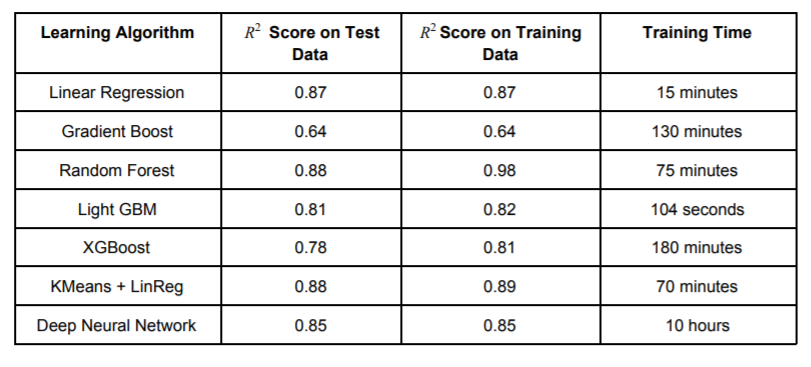 Learning Algorithm R² Score on Test Data R² Score on Training Data Training Time
Linear Regression 0.87 0.87 15 minutes
Gradient Boost 0.64 0.64 130 minutes
Random Forest 0.88 0.98 75 minutes
Light GBM 0.81 0.82 104 seconds
XGBoost 0.78 0.81 180 minutes
KMeans + LinReg 0.88 0.89 70 minutes
Deep Neural Network 0.85 0.85 10 hours